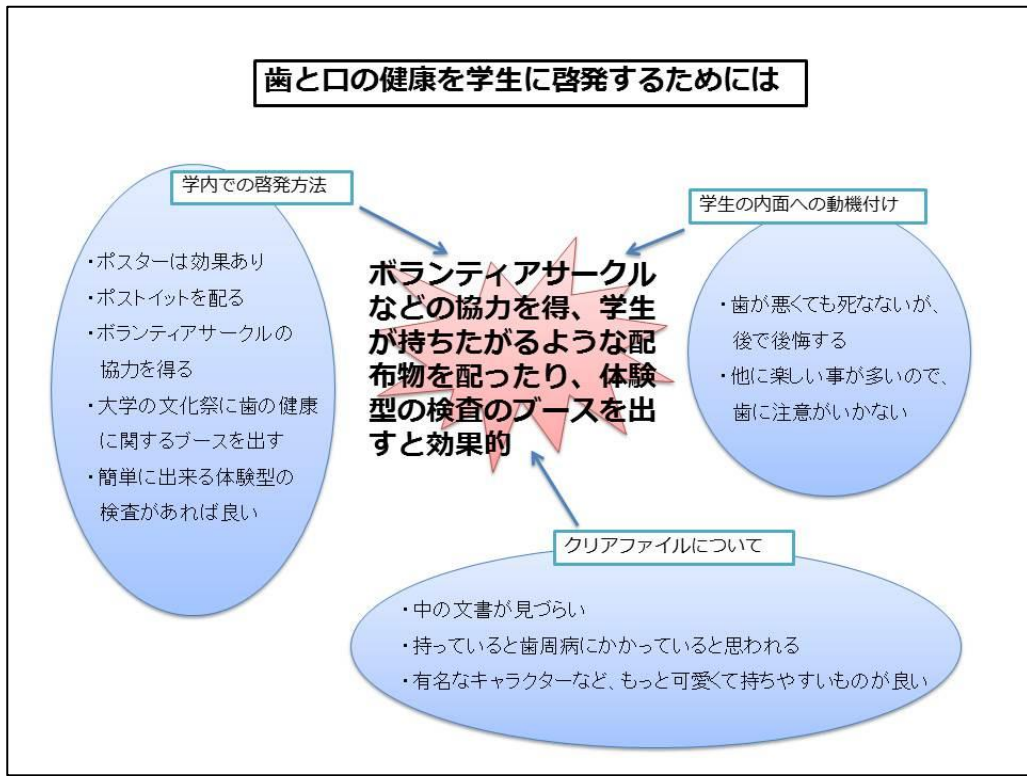 歯と口の健康を学生に啓発するためには
学内での啓発方法
・ポスターは効果あり
・ポストイットを配る
・ボランティアサークルの
協力を得る
・大学の文化祭に歯の健康
に関するブースを出す
・簡単に出来る体験型の
検査があれば良い
ボランティアサークル
などの協力を得、学生
が持ちたがるような配
布物を配ったり、体験
型の検査のブースを出
すと効果的
学生の内面への動機付け
・歯が悪くても死なないが、
後で後悔する
・他に楽しい事が多いので、
歯に注意がいかない
クリアファイルについて
・中の文書が見づらい
・持っていると歯周病にかかっていると思われる
・有名なキャラクターなど、もっと可愛くて持ちやすいものが良い